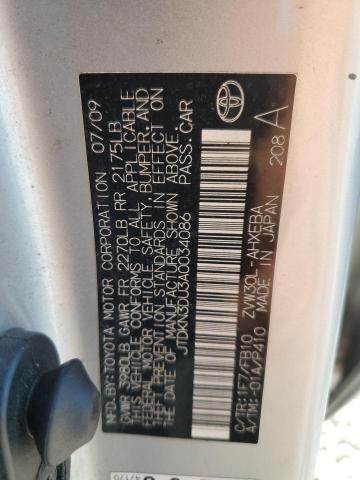 MFD.BY:TOYOTA MOTOR CORPORATION 07/09
GVWR 3980LB GAWR FR 2270LB RR 2175LB
THIS VEHICLE CONFORMS TO ALL APPLICABLE
FEDERAL MOTOR VEHICLE SAFETY, BUMPER, AND
THEFT PREVENTION STANDARDS IN EFFECT ON
THE DATE OF MANUFACTURE SHOWN ABOVE.
JTDKN3DU3A0034086 PASS.CAR
C/TR:1F7/FB10 ZVW30L-AHXEBA
A/TM:-01A/P410 MADE IN JAPAN
208 A
TOYOTA